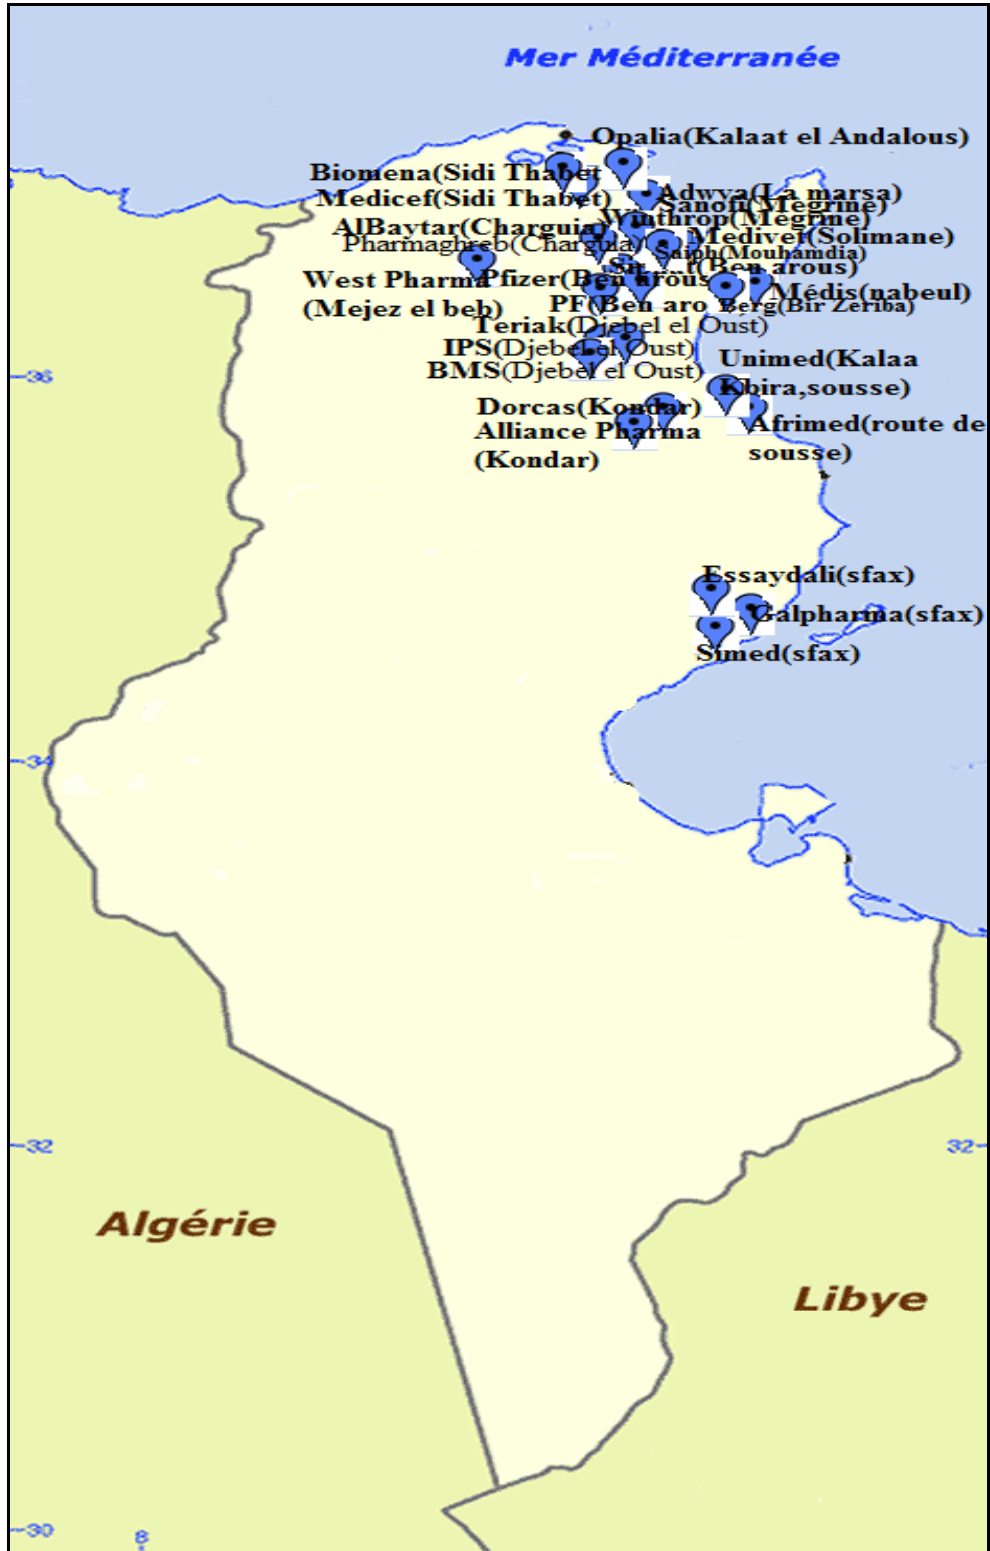 Mer Méditerranée
Opalia(Kalaat el Andalous)
Biomena(Sidi Thabet
Medicef(Sidi Thabet)
Adwya(La marsa)
Sanofi(Mégrine)
Winthrop(Mégrine)
AlBaytar(Charguia)
Medivet(Solimane)
Pharmaghreb(Charguia)
Saiph(Mouhamdia)
(Ben arous)
West Pharma
(Mejez el beb)
Pfizer(Ben arous
Médis(nabeul)
PF(Ben aro
Berg(Bir Zeriba)
Teriak(Djebel el Oust)
IPS(Djebel el Oust)
BMS(Djebel el Oust)
Unimed(Kalaa
Kbira,sousse)
36
Dorcas(Kondar)
Alliance Pharma
(Kondar)
Afrimed(route de
sousse)
Essaydali(sfax)
Galpharma(sfax)
Simed(sfax)
34
32
32
Algérie
Libye
30
8